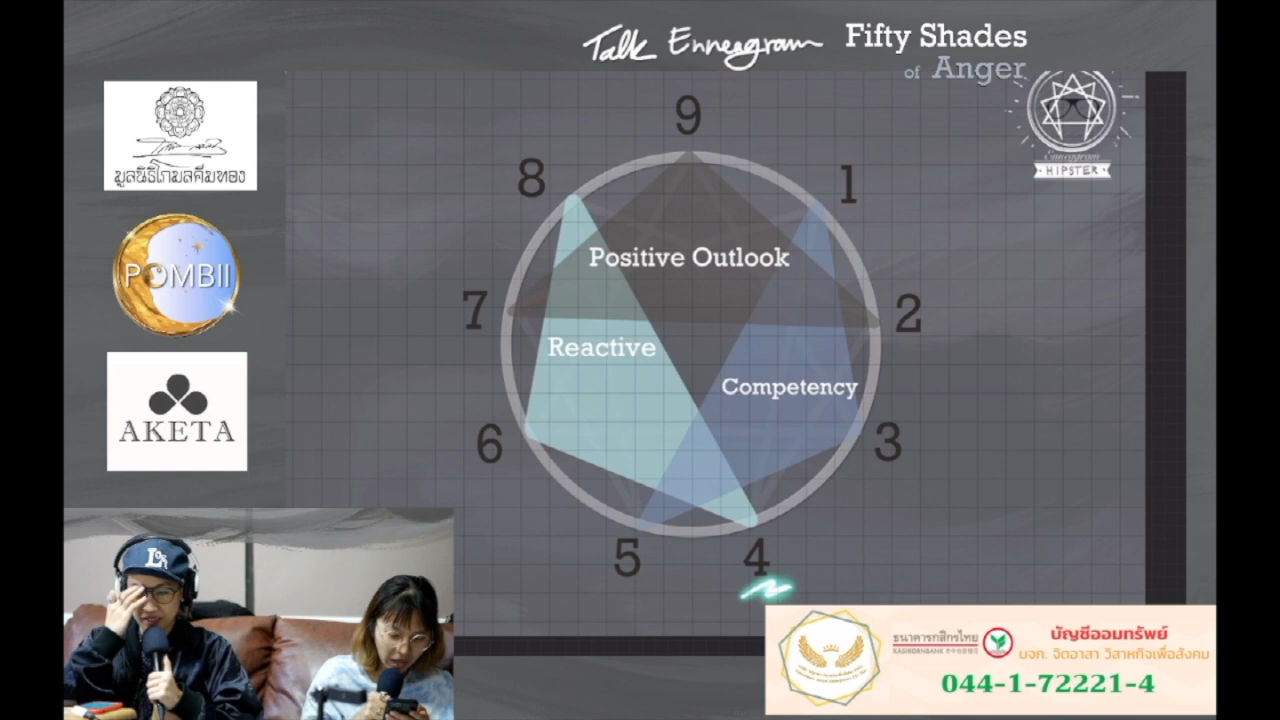 Talk Enneagram
Fifty Shades
of Anger
Enneagram
HIPSTER
มูลนิธิโกมลคีมทอง
POMBII
AKETA
9
8
1
Positive Outlook
7
2
Reactive
Competency
6
3
5
4
LA
ธนาคารกสิกรไทย
KASIKORNBANK
บัญชีออมทรัพย์
มจก. จิตอาสา วิสาหกิจเพื่อสังคม
044-1-72221-4